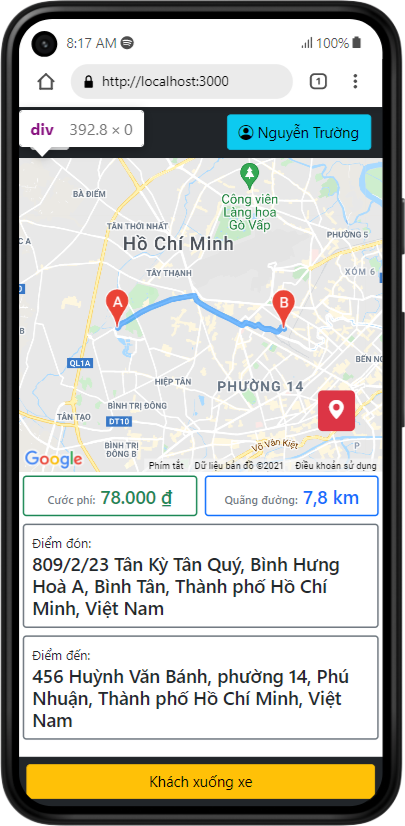 8:17 AM 100%
http://localhost:3000 1
div 392.8 × 0
Nguyễn Trường
BÀ ĐIỂM
Công viên
Làng hoa
Gò Vấp
TÂN THỚI NHẤT
PHƯỜNG 5
Hồ Chí Minh
XÓM 6
TÂY THẠNH
A
B
QL1A
BẾN NG
HIỆP TÂN
PHƯỜNG 14
BÌNH TRỊ ĐÔNG
TÂN TẠO
DT10
BÌNH TRỊ
ĐÔNG B
Võ Văn Kiệt
Google
Phím tắt Dữ liệu bản đồ ©2021 Điều khoản sử dụng
Cước phí: 78.000 ₫
Quãng đường: 7,8 km
Điểm đón:
809/2/23 Tân Kỳ Tân Quý, Bình Hưng
Hoà A, Bình Tân, Thành phố Hồ Chí
Minh, Việt Nam
Điểm đến:
456 Huỳnh Văn Bánh, phường 14, Phú
Nhuận, Thành phố Hồ Chí Minh, Việt
Nam
Khách xuống xe